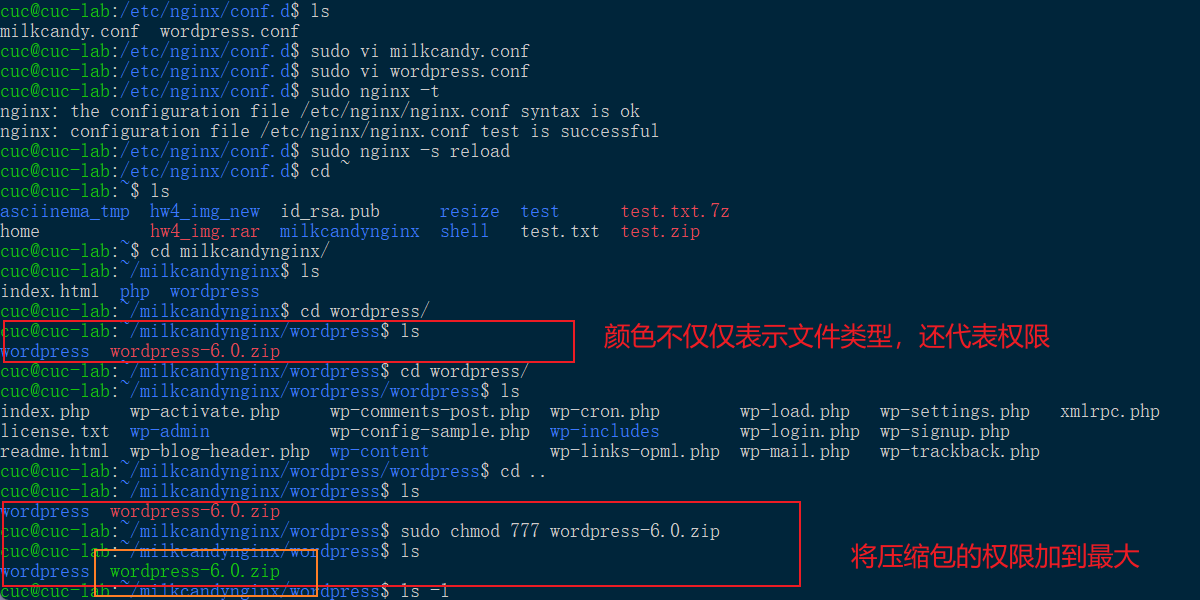 cuc@cuc-lab:/etc/nginx/conf.d$ ls
milkcandy.conf  wordpress.conf
cuc@cuc-lab:/etc/nginx/conf.d$ sudo vi milkcandy.conf
cuc@cuc-lab:/etc/nginx/conf.d$ sudo vi wordpress.conf
cuc@cuc-lab:/etc/nginx/conf.d$ sudo nginx -t
nginx: the configuration file /etc/nginx/nginx.conf syntax is ok
nginx: configuration file /etc/nginx/nginx.conf test is successful
cuc@cuc-lab:/etc/nginx/conf.d$ sudo nginx -s reload
cuc@cuc-lab:/etc/nginx/conf.d$ cd ~
cuc@cuc-lab:~$ ls
asciinema_tmp  hw4_img_new  id_rsa.pub      resize  test      test.txt.7z
home           hw4_img.rar  milkcandynginx  shell   test.txt  test.zip
cuc@cuc-lab:~$ cd milkcandynginx/
cuc@cuc-lab:~/milkcandynginx$ ls
index.html  php  wordpress
cuc@cuc-lab:~/milkcandynginx$ cd wordpress/
cuc@cuc-lab:~/milkcandynginx/wordpress$ ls
颜色不仅仅表示文件类型，还代表权限
wordpress  wordpress-6.0.zip
cuc@cuc-lab:~/milkcandynginx/wordpress$ cd wordpress/
cuc@cuc-lab:~/milkcandynginx/wordpress/wordpress$ ls
index.php    wp-activate.php     wp-comments-post.php  wp-cron.php        wp-load.php   wp-settings.php   xmlrpc.php
license.txt  wp-admin            wp-config-sample.php  wp-includes        wp-login.php  wp-signup.php
readme.html  wp-blog-header.php  wp-content            wp-links-opml.php  wp-mail.php   wp-trackback.php
cuc@cuc-lab:~/milkcandynginx/wordpress/wordpress$ cd ..
cuc@cuc-lab:~/milkcandynginx/wordpress$ ls
wordpress  wordpress-6.0.zip
cuc@cuc-lab:~/milkcandynginx/wordpress$ sudo chmod 777 wordpress-6.0.zip
cuc@cuc-lab:~/milkcandynginx/wordpress$ ls
将压缩包的权限加到最大
wordpress  wordpress-6.0.zip
cuc@cuc-lab:~/milkcandynginx/wordpress$ ls -l